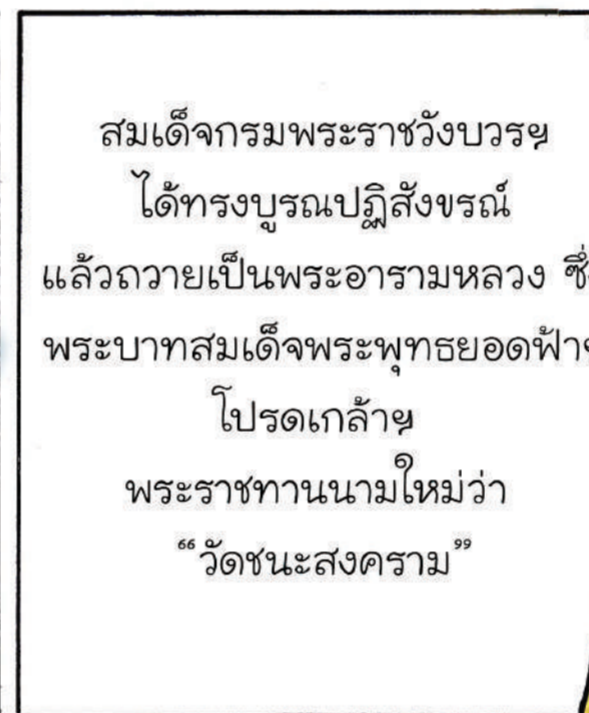 สมเด็จกรมพระราชวังบวรฯ
ได้ทรงบูรณปฏิสังขรณ์
แล้วถวายเป็นพระอารามหลวง
พระบาทสมเด็จพระพุทธยอดฟ้า
โปรดเกล้าฯ
พระราชทานนามใหม่ว่า
“วัดชนะสงคราม”